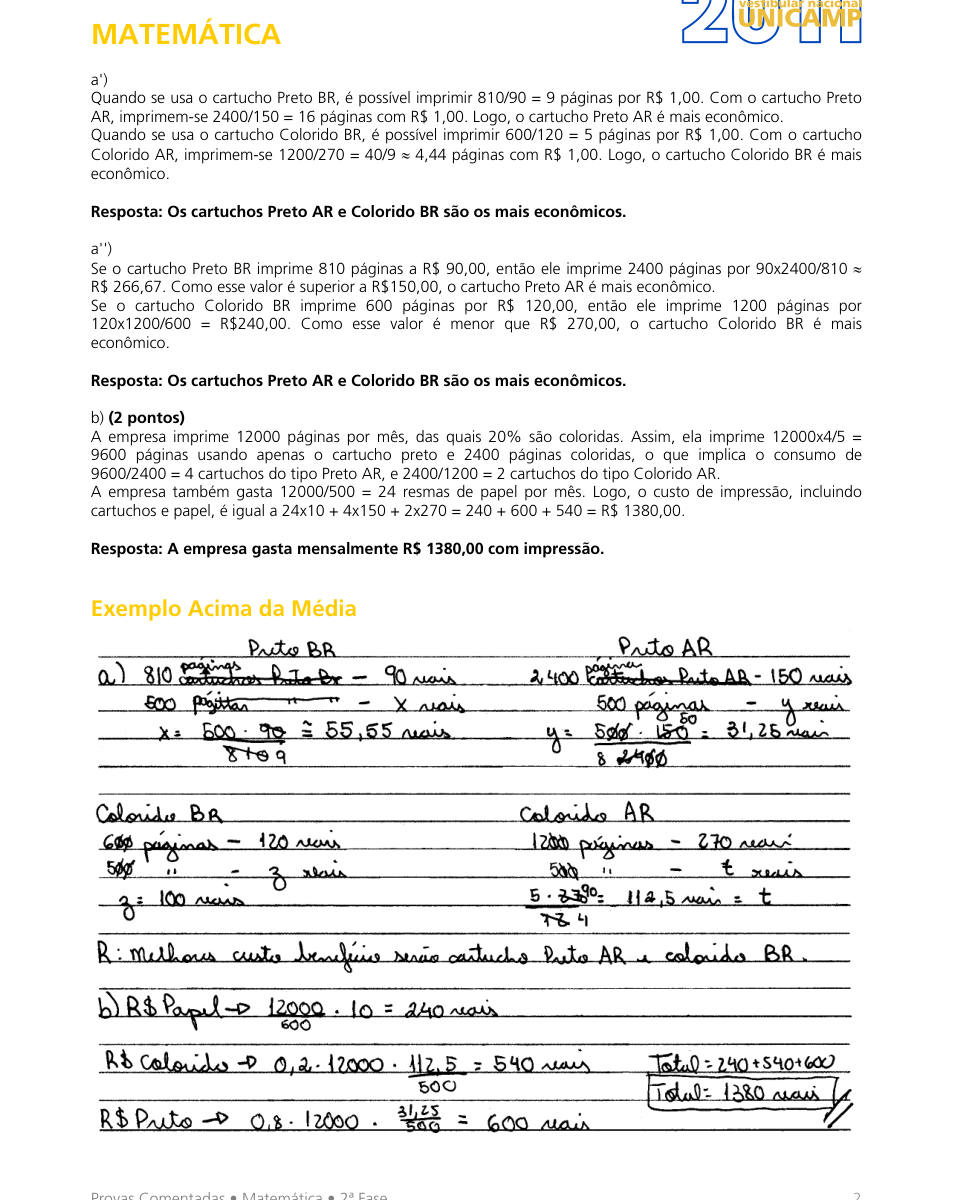 vestibular nacional
2011
UNICAMP
MATEMÁTICA
a')
Quando se usa o cartucho Preto BR, é possível imprimir 810/90 = 9 páginas por R$ 1,00. Com o cartucho Preto
AR, imprimem-se 2400/150 = 16 páginas com R$ 1,00. Logo, o cartucho Preto AR é mais econômico.
Quando se usa o cartucho Colorido BR, é possível imprimir 600/120 = 5 páginas por R$ 1,00. Com o cartucho
Colorido AR, imprimem-se 1200/270 = 40/9 ≈ 4,44 páginas com R$ 1,00. Logo, o cartucho Colorido BR é mais
econômico.
Resposta: Os cartuchos Preto AR e Colorido BR são os mais econômicos.
a'')
Se o cartucho Preto BR imprime 810 páginas a R$ 90,00, então ele imprime 2400 páginas por 90x2400/810 ≈
R$ 266,67. Como esse valor é superior a R$150,00, o cartucho Preto AR é mais econômico.
Se o cartucho Colorido BR imprime 600 páginas por R$ 120,00, então ele imprime 1200 páginas por
120x1200/600 = R$240,00. Como esse valor é menor que R$ 270,00, o cartucho Colorido BR é mais
econômico.
Resposta: Os cartuchos Preto AR e Colorido BR são os mais econômicos.
b) (2 pontos)
A empresa imprime 12000 páginas por mês, das quais 20% são coloridas. Assim, ela imprime 12000x4/5 =
9600 páginas usando apenas o cartucho preto e 2400 páginas coloridas, o que implica o consumo de
9600/2400 = 4 cartuchos do tipo Preto AR, e 2400/1200 = 2 cartuchos do tipo Colorido AR.
A empresa também gasta 12000/500 = 24 resmas de papel por mês. Logo, o custo de impressão, incluindo
cartuchos e papel, é igual a 24x10 + 4x150 + 2x270 = 240 + 600 + 540 = R$ 1380,00.
Resposta: A empresa gasta mensalmente R$ 1380,00 com impressão.
Exemplo Acima da Média
Preto BR Preto AR
páginas páginas
a) 810 cartuchos Preto Br – 90 reais 2400 cartuchos Preto AR - 150 reais
500 páginas " " – x reais 500 páginas – y reais
x = 500 · 90 ≅ 55,55 reais y = 500 · 150 50 = 31,25 reais
810 9 8 2400
Colorido BR Colorido AR
600 páginas – 120 reais 1200 páginas – 270 reais
500 " - z reais 500 " – t reais
z = 100 reais 5 · 270 90 = 112,5 reais = t
12 4
R: Melhores custo benefício serão cartucho Preto AR e colorido BR.
b) R$ Papel → 12000 · 10 = 240 reais
500
R$ Colorido → 0,2 · 12000 · 112,5 = 540 reais Total = 240 + 540 + 600
500
Total = 1380 reais
R$ Preto → 0,8 · 12000 · 31,25 = 600 reais
500
Provas Comentadas • Matemática • 2ª Fase 2